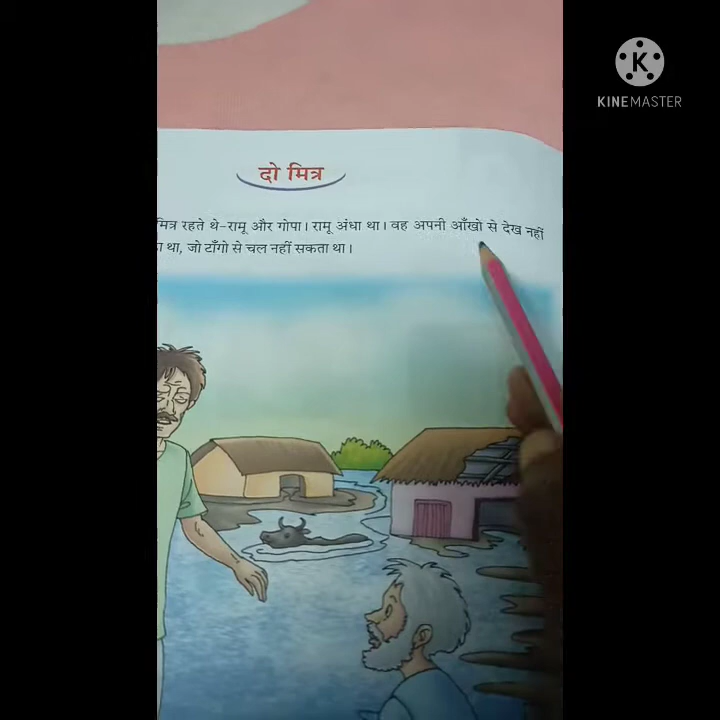 KINEMASTER
दो मित्र
मित्र रहते थे-रामू और गोपा। रामू अंधा था। वह अपनी आँखो से देख नहीं
था, जो टाँगो से चल नहीं सकता था।